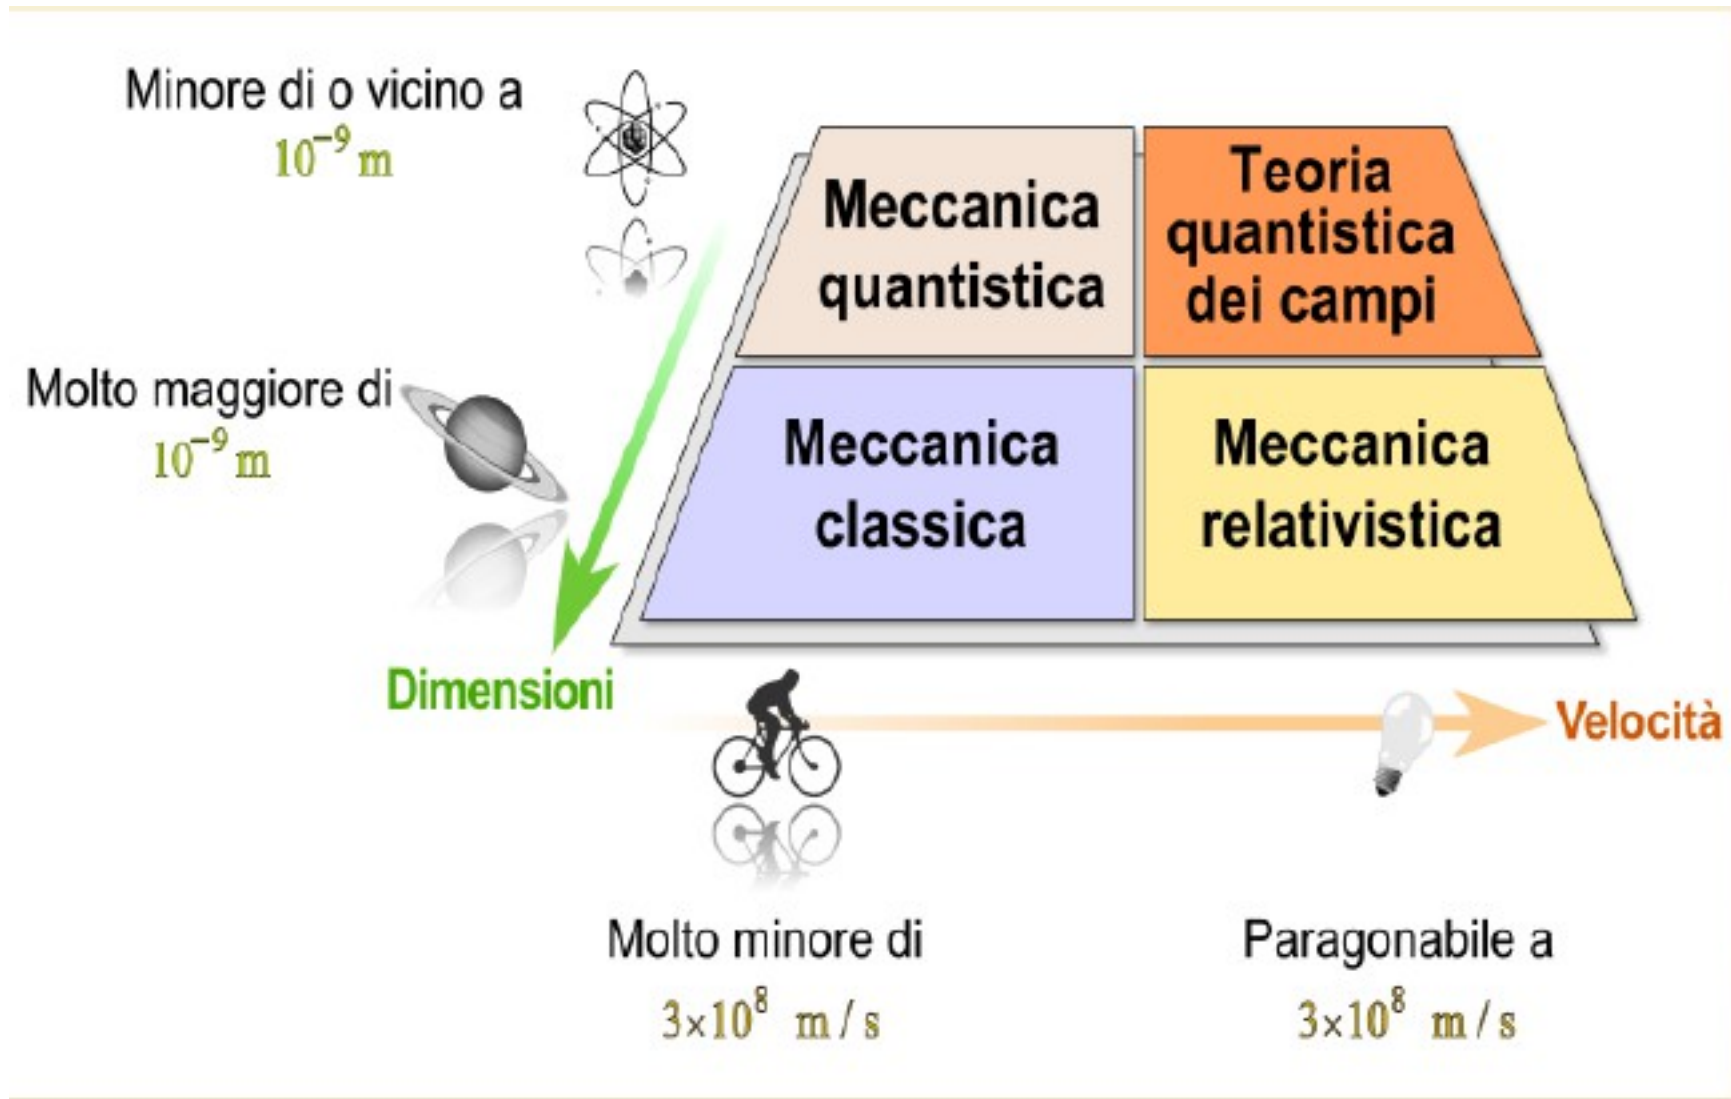 Minore di o vicino a
10⁻⁹ m
Meccanica
quantistica
Teoria
quantistica
dei campi
Molto maggiore di
10⁻⁹ m
Meccanica
classica
Meccanica
relativistica
Dimensioni
Velocità
Molto minore di
3×10⁸ m / s
Paragonabile a
3×10⁸ m / s